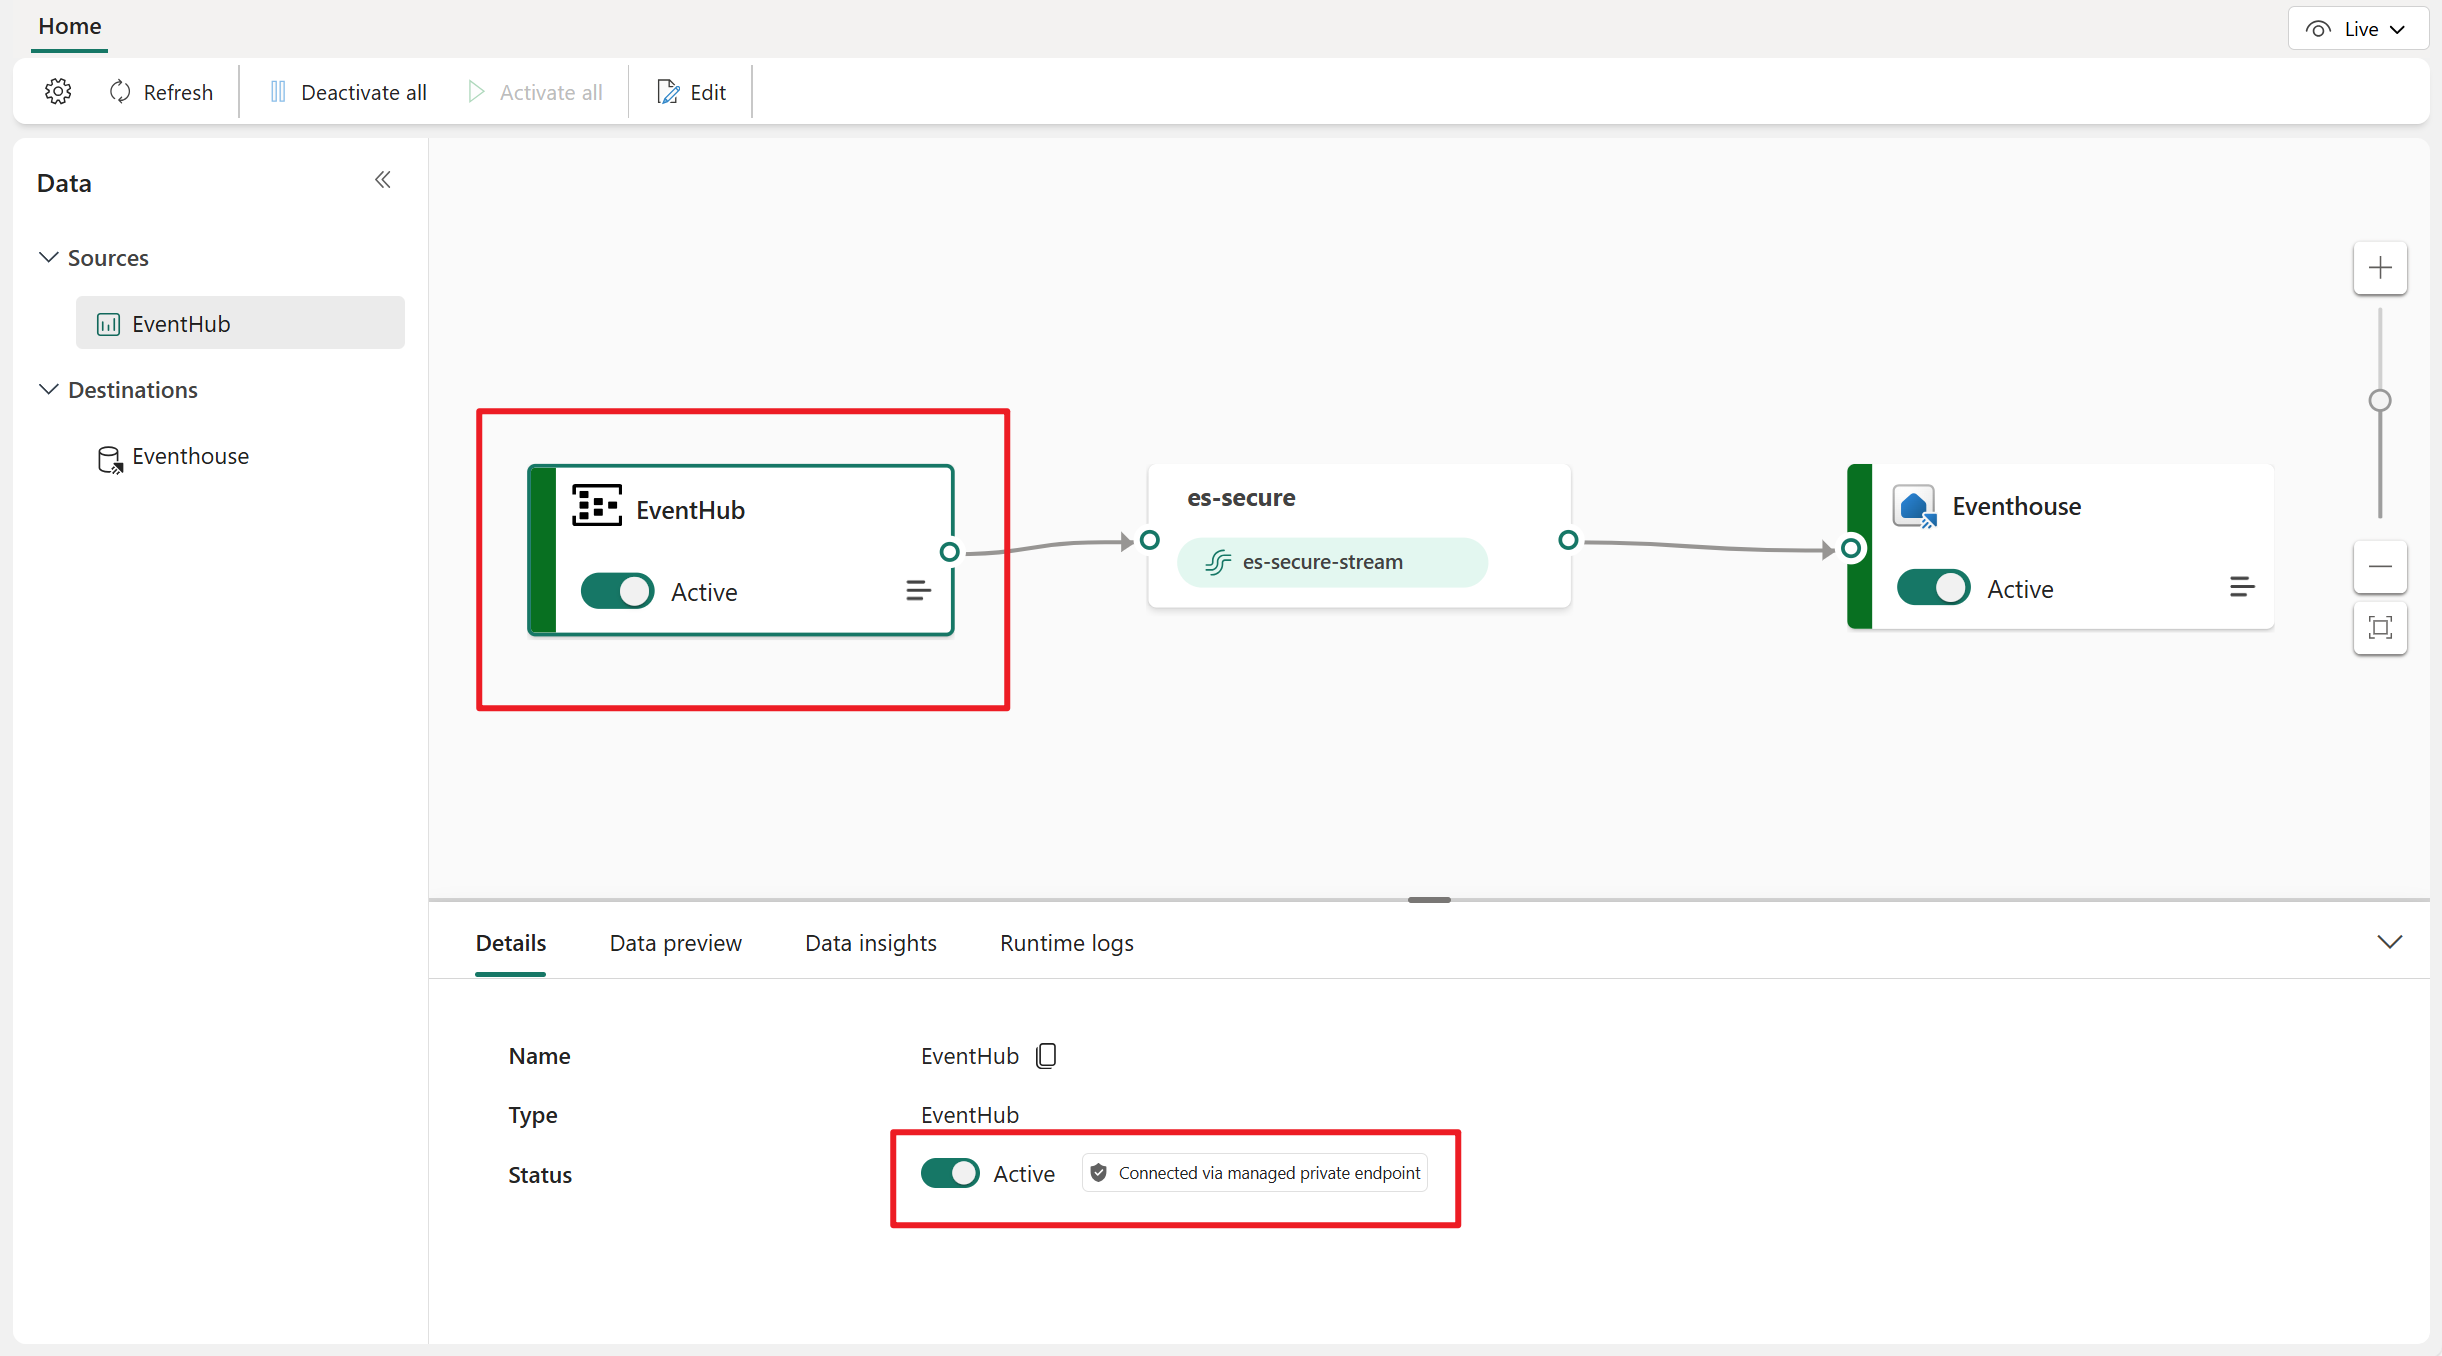 Home
Live
Refresh
Deactivate all
Activate all
Edit
Data
Sources
EventHub
Destinations
Eventhouse
EventHub
Active
es-secure
es-secure-stream
Eventhouse
Active
Details
Data preview
Data insights
Runtime logs
Name
EventHub
Type
EventHub
Status
Active
Connected via managed private endpoint